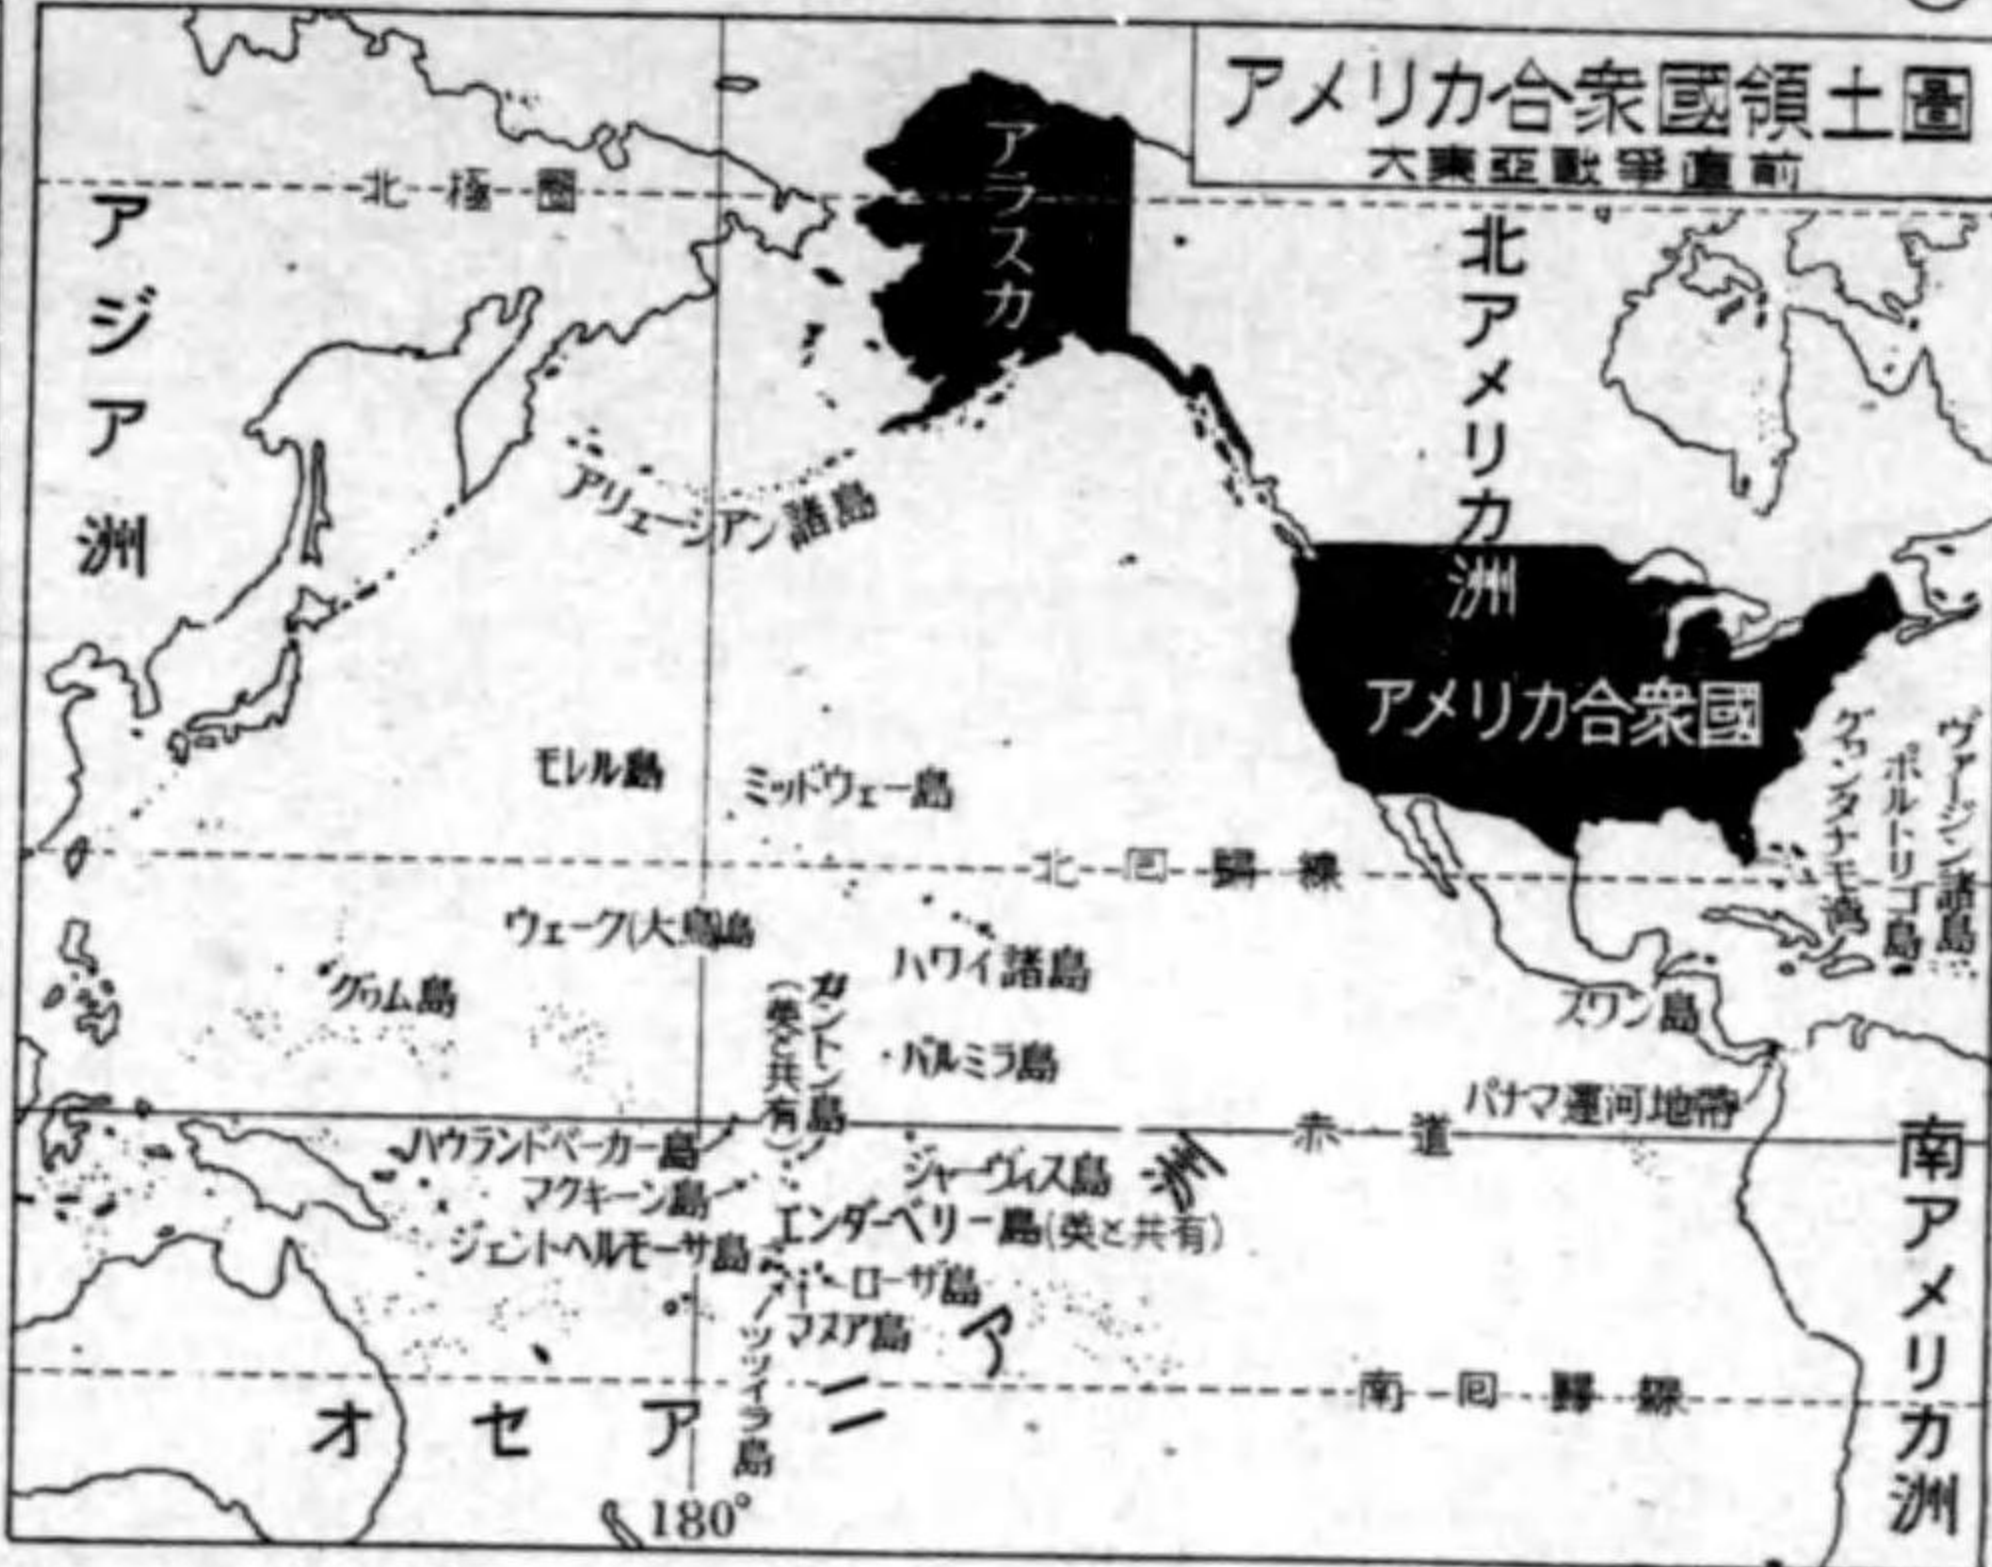 アメリカ合衆國領土圖
大東亞戰爭直前
アラスカ
北極圏
アジア洲
北アメリカ洲
アリューシアン諸島
アメリカ合衆國
モレル島
ミッドウェー島
グヮンタナモ湾
ポルトリコ島
ヴァージン諸島
北回歸線
ウェーク(大鳥)島
ハワイ諸島
グゥム島
カントン島
(英と共有)
スワン島
パルミラ島
パナマ運河地帶
赤道
ハウランドベーカー島
ジャーヴィス島
マクキーン島
エンダーベリー島(英と共有)
ジェントヘルモーサ島
ローザ島
マヌア島
ツツイラ島
南回歸線
オセアニア洲
南アメリカ洲
180°